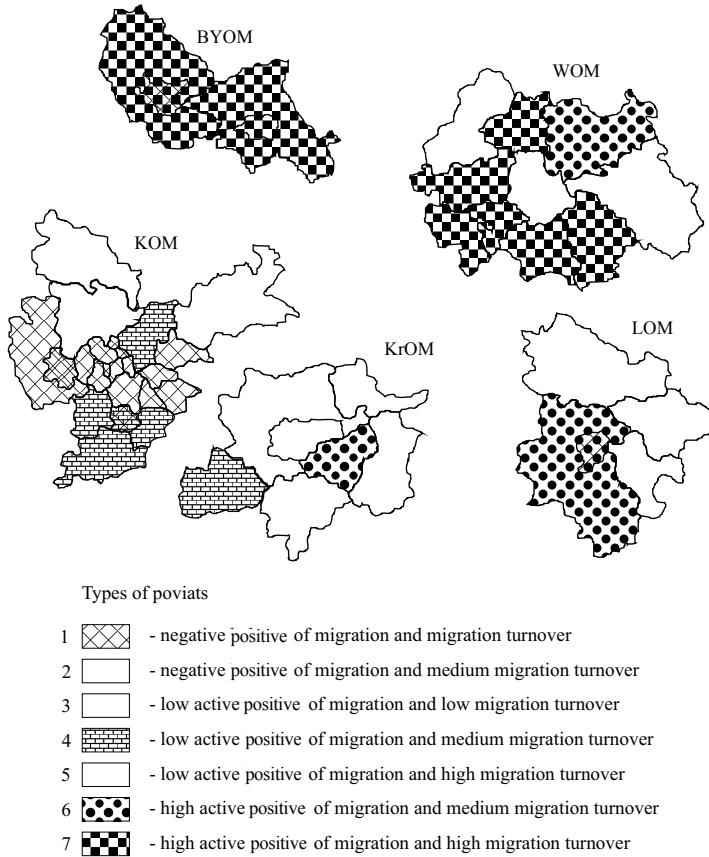 BYOM
WOM
KOM
LOM
KrOM
Types of poviats
1 - negative positive of migration and migration turnover
2 - negative positive of migration and medium migration turnover
3 - low active positive of migration and low migration turnover
4 - low active positive of migration and medium migration turnover
5 - low active positive of migration and high migration turnover
6 - high active positive of migration and medium migration turnover
7 - high active positive of migration and high migration turnover